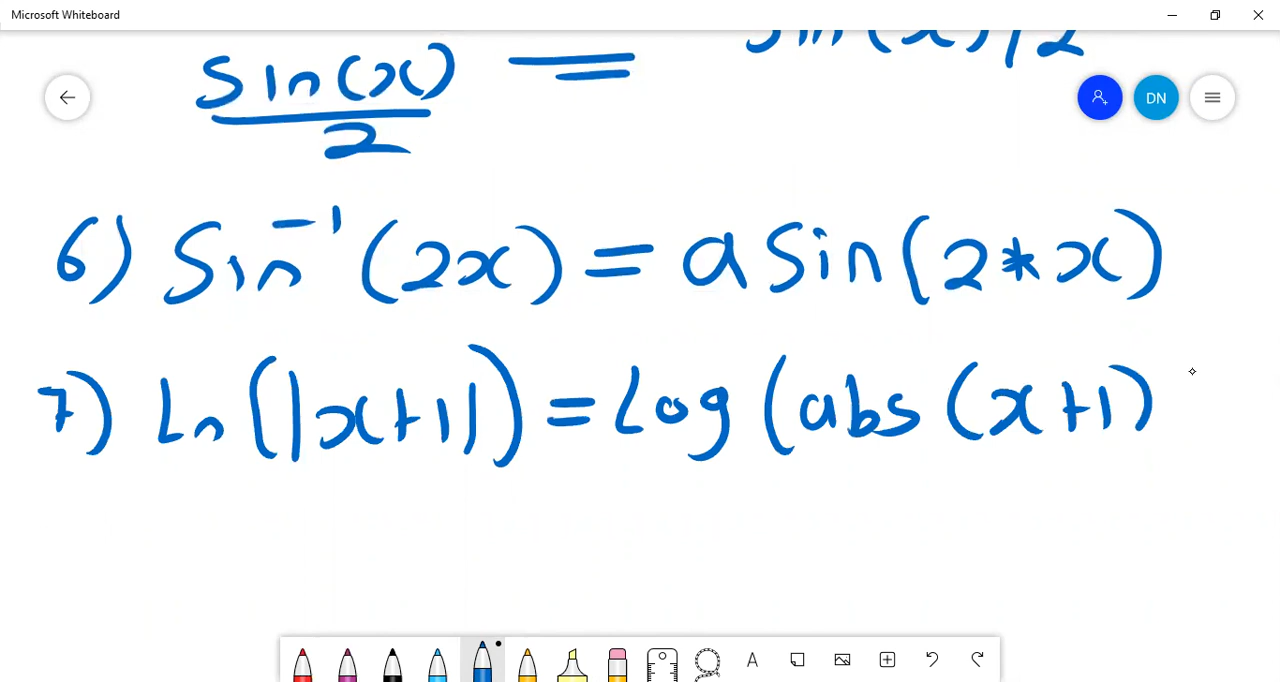 Microsoft Whiteboard
sin(x)/2
sin(x)
2
=
DN
6) Sin⁻¹(2x) = asin(2*x)
7) Ln(|x+1|) = Log(abs(x+1)
A